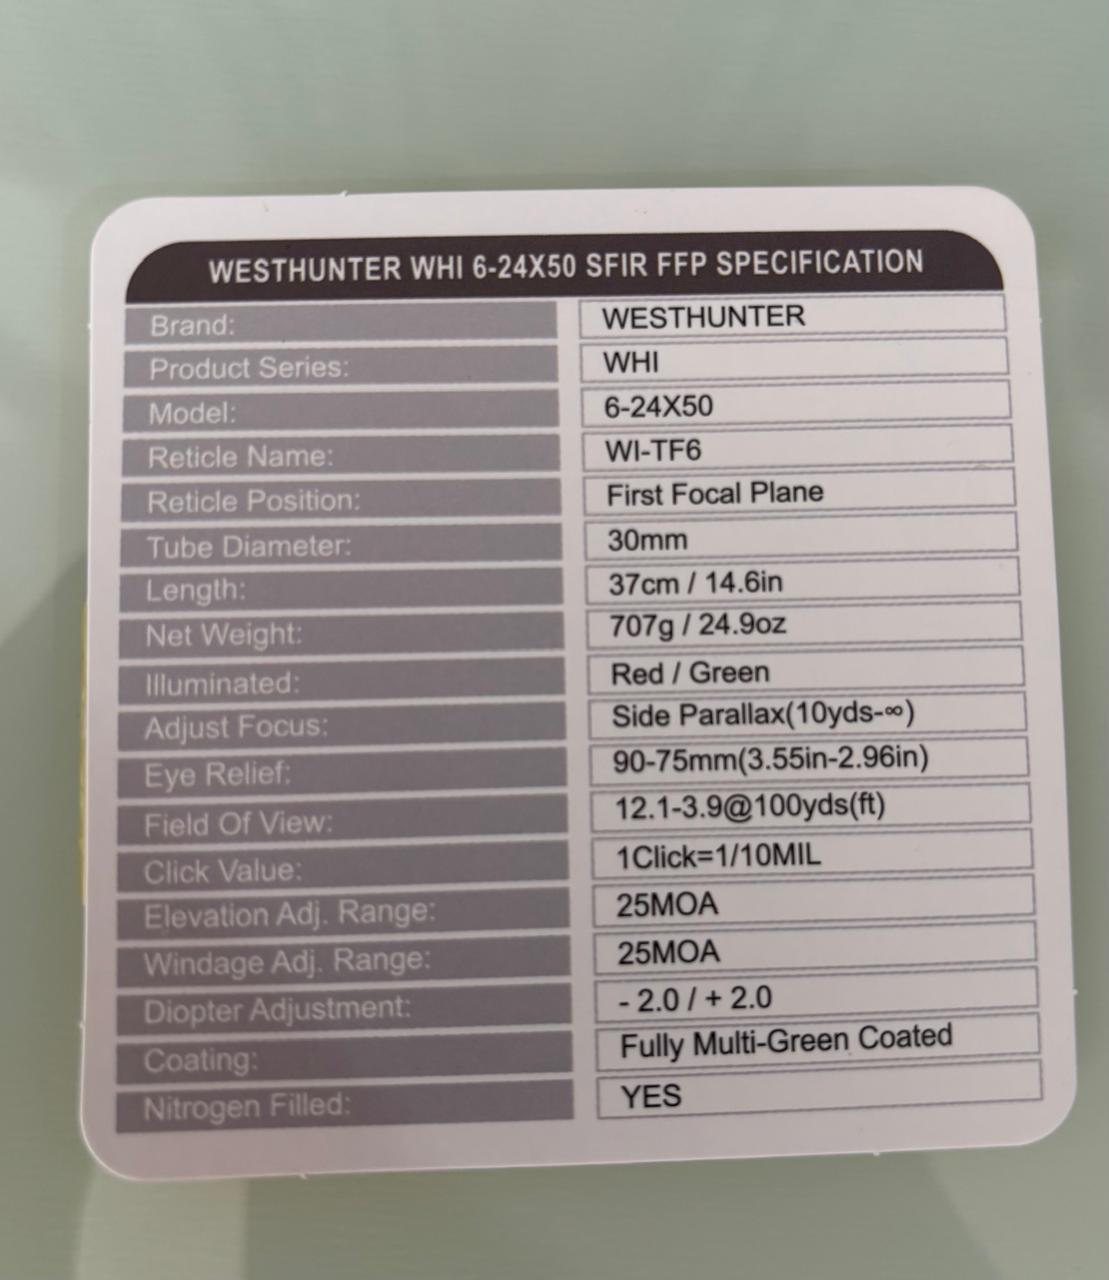 WESTHUNTER WHI 6-24X50 SFIR FFP SPECIFICATION
Brand: WESTHUNTER
Product Series: WHI
Model: 6-24X50
Reticle Name: WI-TF6
Reticle Position: First Focal Plane
Tube Diameter: 30mm
Length: 37cm / 14.6in
Net Weight: 707g / 24.9oz
Illuminated: Red / Green
Adjust Focus: Side Parallax(10yds-∞)
Eye Relief: 90-75mm(3.55in-2.96in)
Field Of View: 12.1-3.9@100yds(ft)
Click Value: 1Click=1/10MIL
Elevation Adj. Range: 25MOA
Windage Adj. Range: 25MOA
Diopter Adjustment: - 2.0 / + 2.0
Coating: Fully Multi-Green Coated
Nitrogen Filled: YES